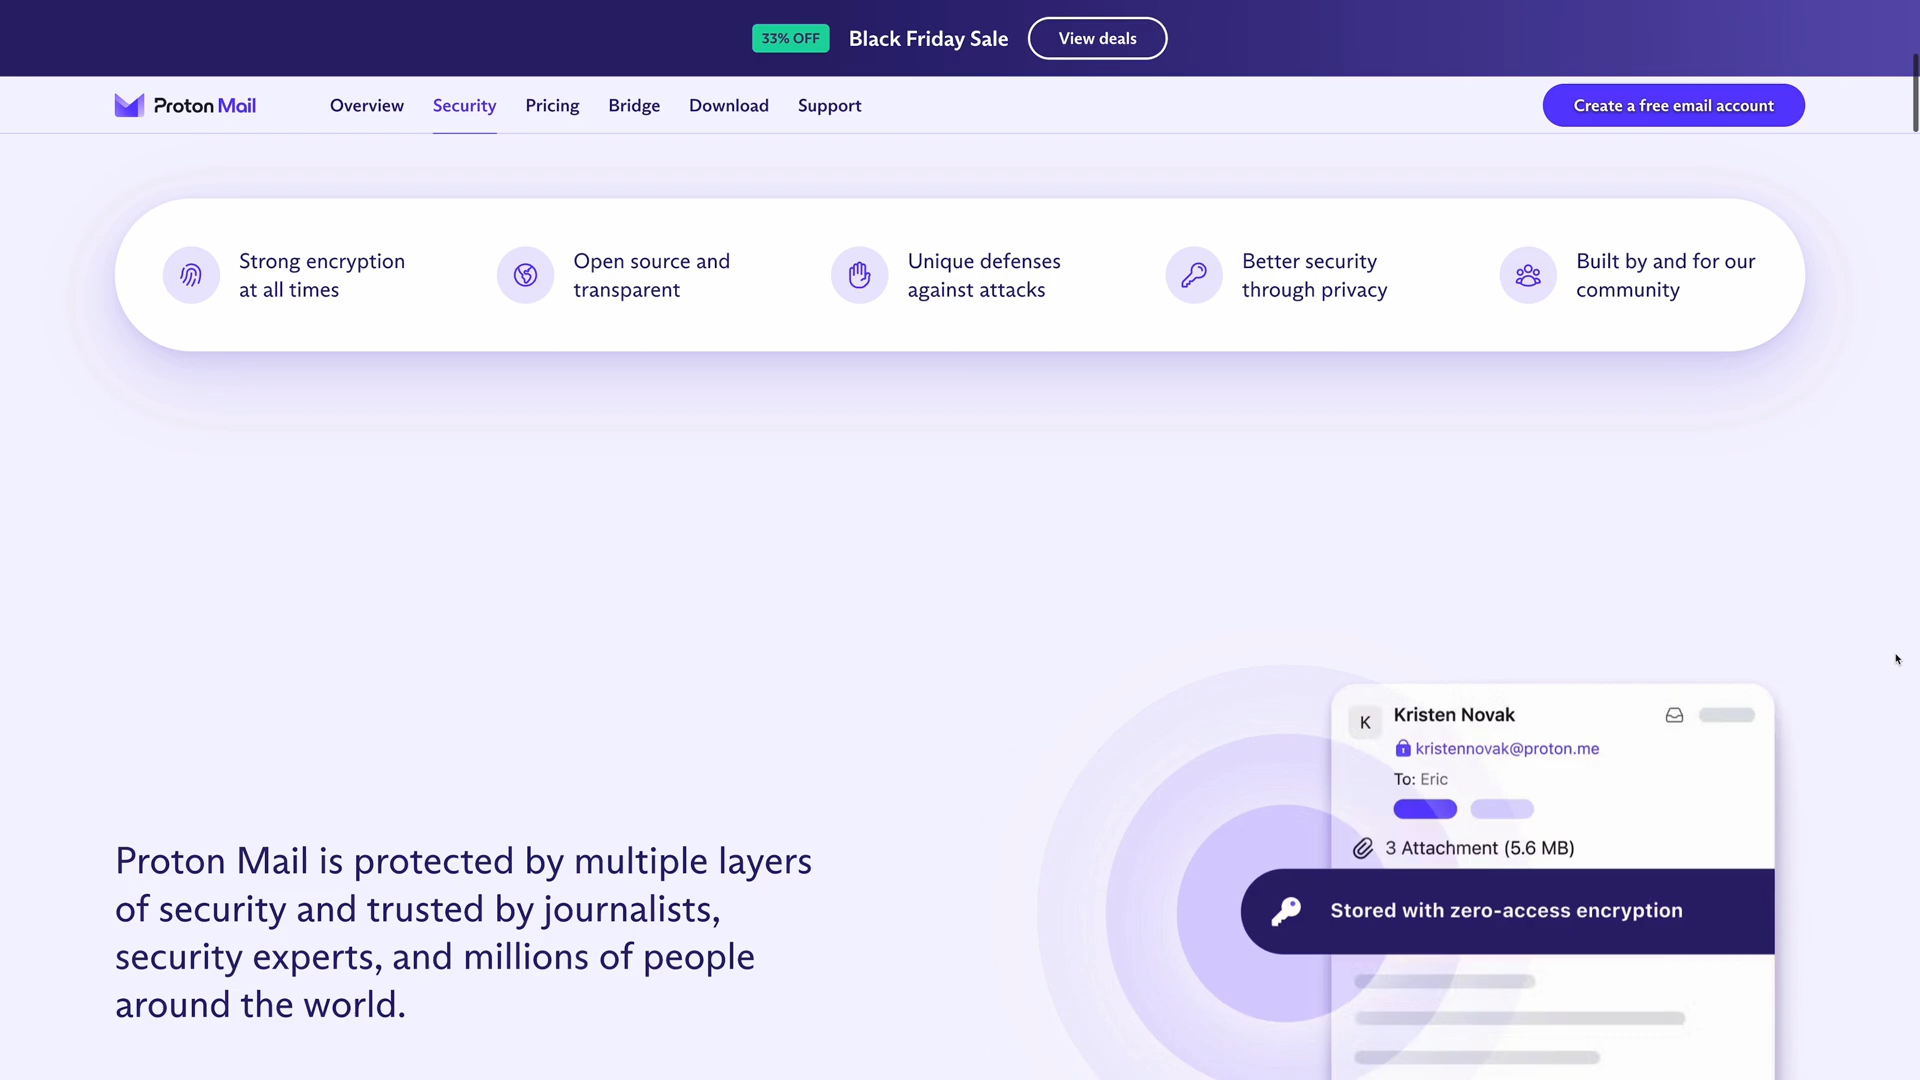 33% OFF Black Friday Sale View deals
Proton Mail Overview Security Pricing Bridge Download Support Create a free email account
Strong encryption
at all times
Open source and
transparent
Unique defenses
against attacks
Better security
through privacy
Built by and for our
community
Proton Mail is protected by multiple layers
of security and trusted by journalists,
security experts, and millions of people
around the world.
K Kristen Novak
kristennovak@proton.me
To: Eric
3 Attachment (5.6 MB)
Stored with zero-access encryption